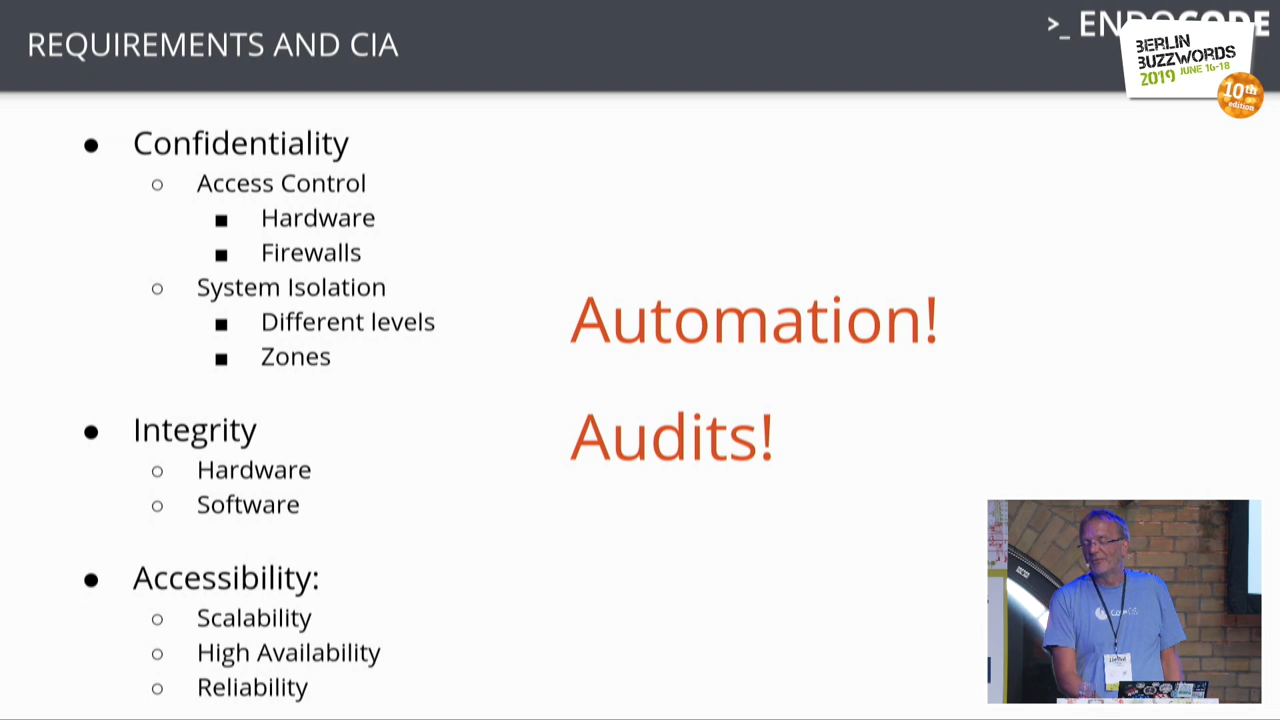 REQUIREMENTS AND CIA
>_ ENDOCODE
BERLIN
BUZZWORDS
2019 JUNE 16-18
10th
edition
● Confidentiality
○ Access Control
■ Hardware
■ Firewalls
○ System Isolation
■ Different levels
■ Zones
● Integrity
○ Hardware
○ Software
● Accessibility:
○ Scalability
○ High Availability
○ Reliability
Automation!
Audits!